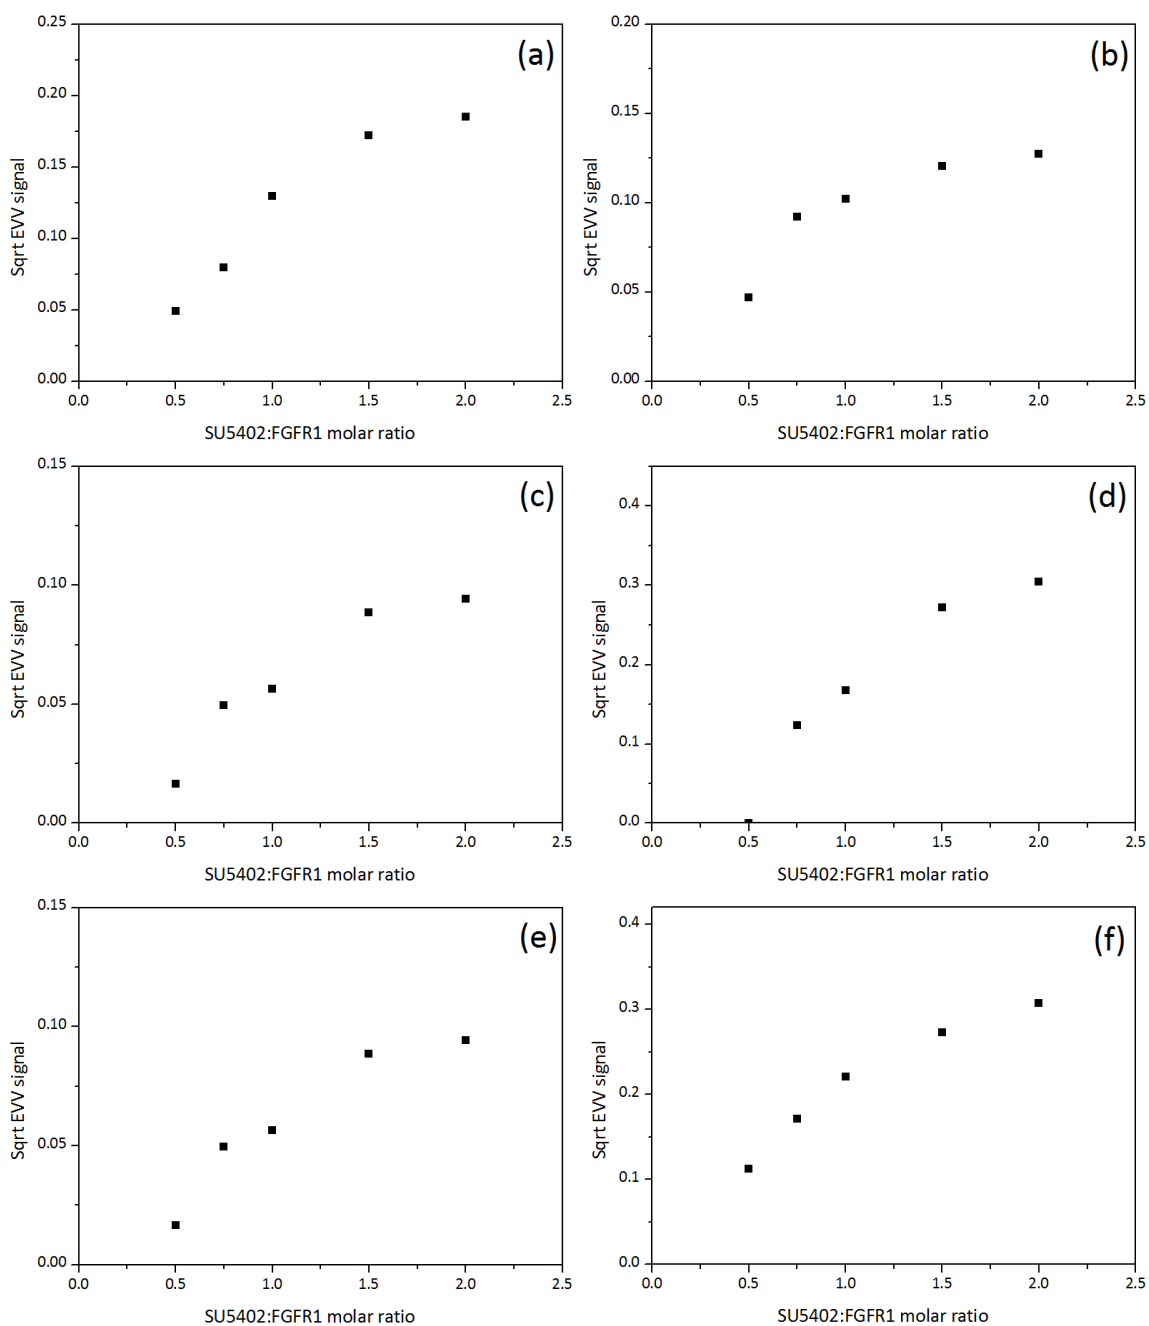 (a)
0.25
0.20
0.15
0.10
0.05
0.00
Sqrt EVV signal
0.0 0.5 1.0 1.5 2.0 2.5
SU5402:FGFR1 molar ratio
(b)
0.20
0.15
0.10
0.05
0.00
Sqrt EVV signal
0.0 0.5 1.0 1.5 2.0 2.5
SU5402:FGFR1 molar ratio
(c)
0.15
0.10
0.05
0.00
Sqrt EVV signal
0.0 0.5 1.0 1.5 2.0 2.5
SU5402:FGFR1 molar ratio
(d)
0.4
0.3
0.2
0.1
0.0
Sqrt EVV signal
0.0 0.5 1.0 1.5 2.0 2.5
SU5402:FGFR1 molar ratio
(e)
0.15
0.10
0.05
0.00
Sqrt EVV signal
0.0 0.5 1.0 1.5 2.0 2.5
SU5402:FGFR1 molar ratio
(f)
0.4
0.3
0.2
0.1
0.0
Sqrt EVV signal
0.0 0.5 1.0 1.5 2.0 2.5
SU5402:FGFR1 molar ratio